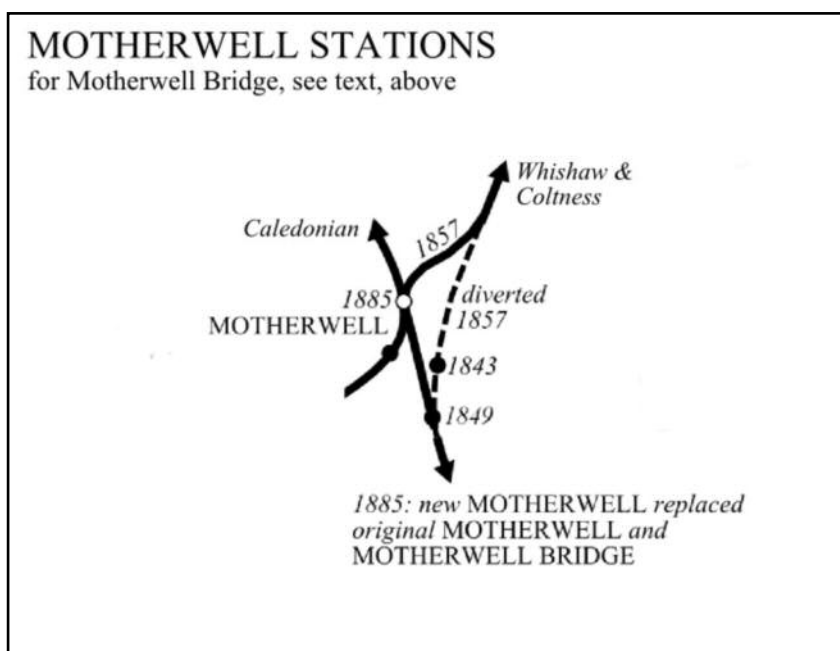 MOTHERWELL STATIONS
for Motherwell Bridge, see text, above
Whishaw &
Coltness
Caledonian
1857
1885
diverted
MOTHERWELL
1857
1843
1849
1885: new MOTHERWELL replaced
original MOTHERWELL and
MOTHERWELL BRIDGE